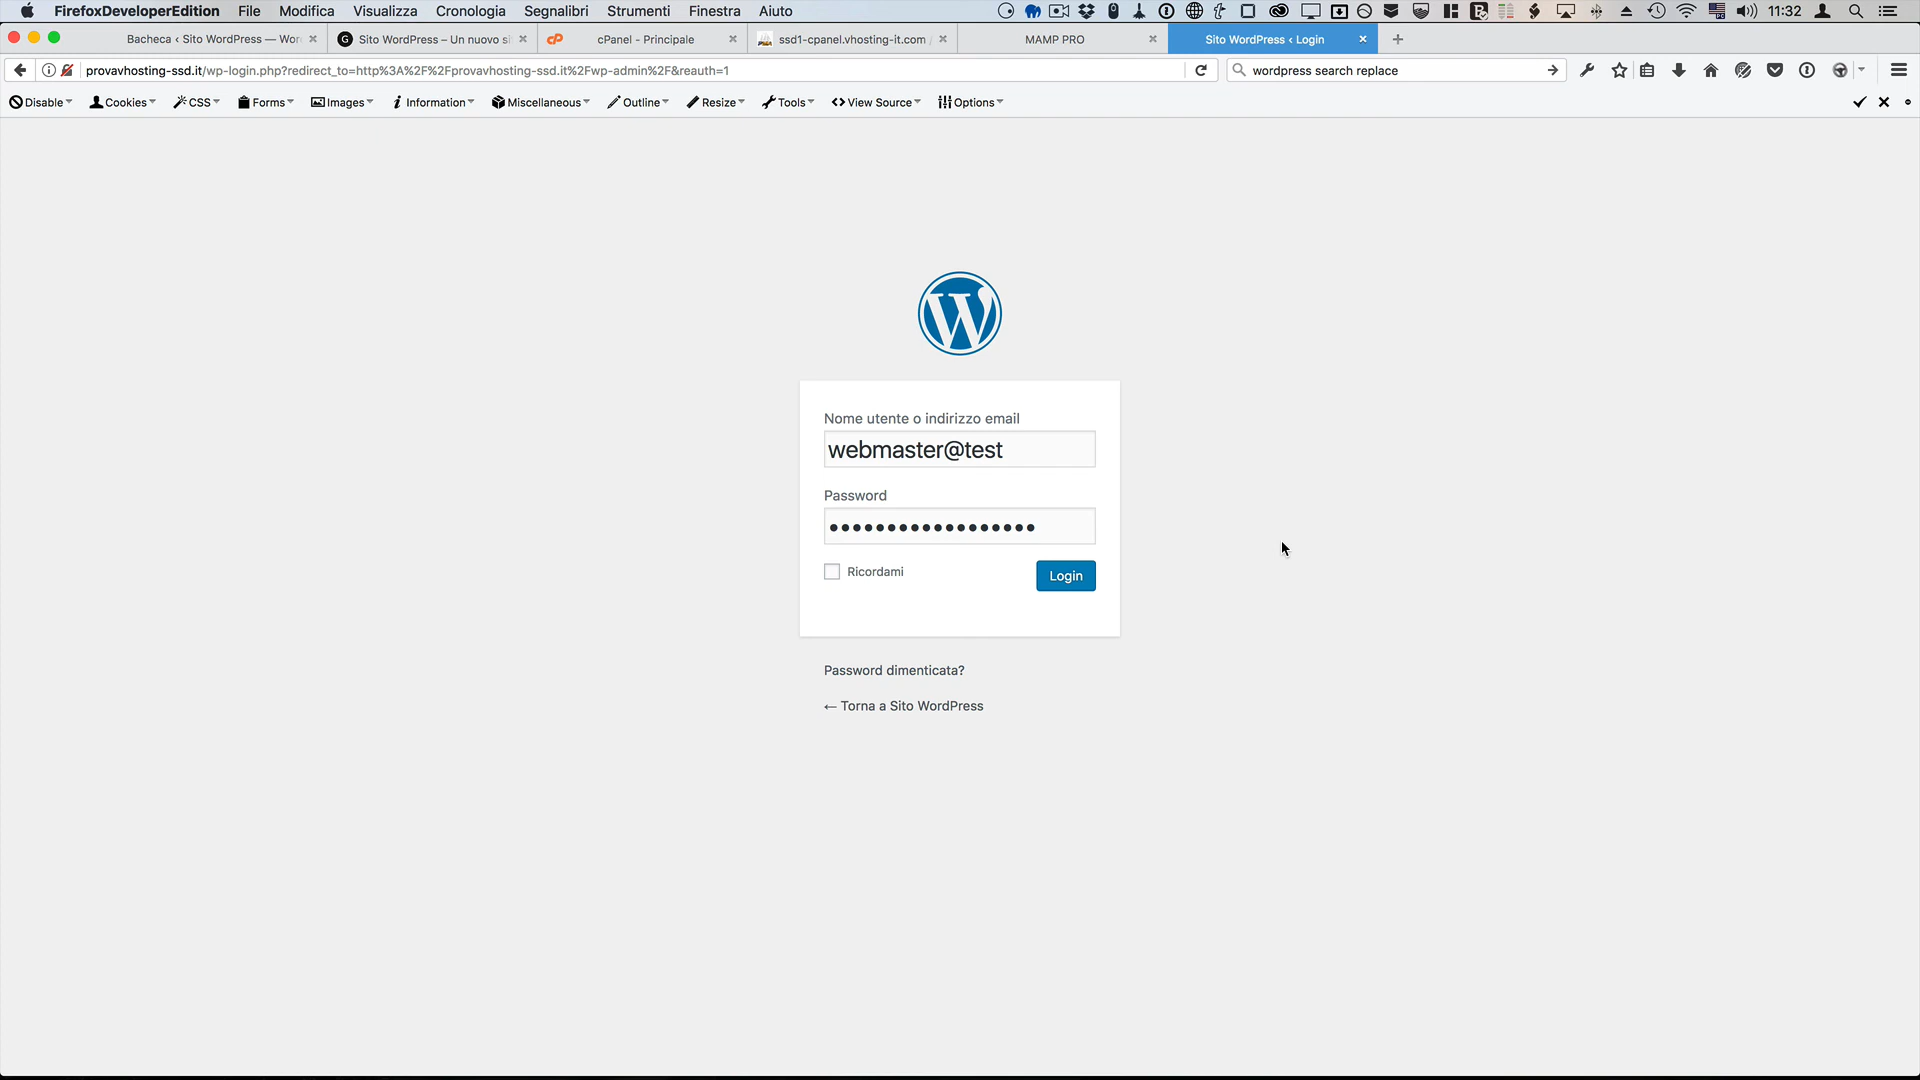 FirefoxDeveloperEdition File Modifica Visualizza Cronologia Segnalibri Strumenti Finestra Aiuto 11:32
Bacheca ‹ Sito WordPress — Wor Sito WordPress – Un nuovo si cPanel - Principale ssd1-cpanel.vhosting-it.com / MAMP PRO Sito WordPress ‹ Login
provavhosting-ssd.it/wp-login.php?redirect_to=http%3A%2F%2Fprovavhosting-ssd.it%2Fwp-admin%2F&reauth=1 wordpress search replace
Disable Cookies CSS Forms Images Information Miscellaneous Outline Resize Tools View Source Options
Nome utente o indirizzo email
webmaster@test
Password
Ricordami Login
Password dimenticata?
← Torna a Sito WordPress